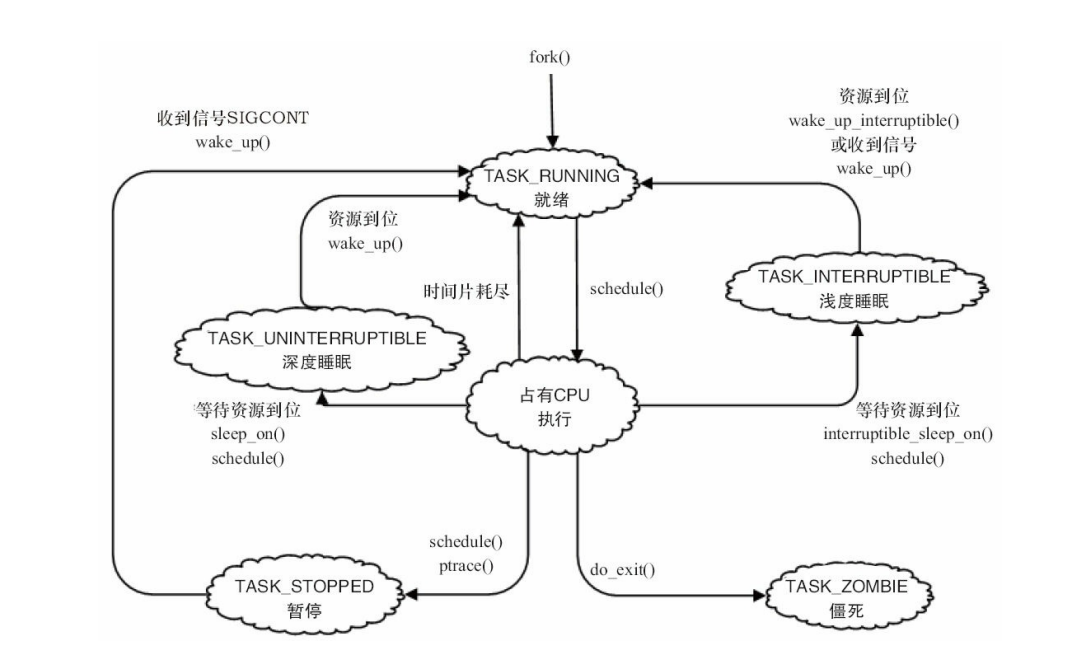 fork()
收到信号SIGCONT
wake_up()
资源到位
wake_up_interruptible()
或收到信号
wake_up()
TASK_RUNNING
就绪
资源到位
wake_up()
时间片耗尽
schedule()
TASK_INTERRUPTIBLE
浅度睡眠
TASK_UNINTERRUPTIBLE
深度睡眠
占有CPU
执行
等待资源到位
sleep_on()
schedule()
等待资源到位
interruptible_sleep_on()
schedule()
schedule()
ptrace()
do_exit()
TASK_STOPPED
暂停
TASK_ZOMBIE
僵死